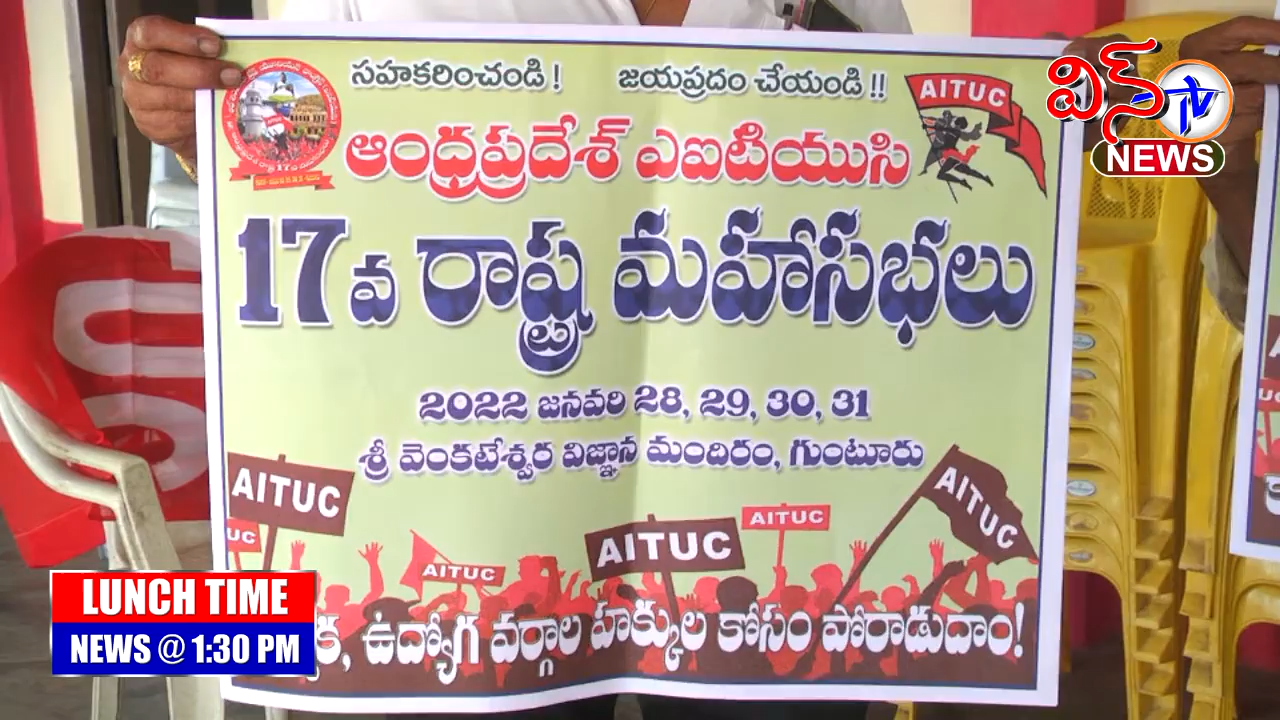 సహకరించండి ! జయప్రదం చేయండి !!
AITUC
ఆంధ్రప్రదేశ్ ఎఐటియుసి
17వ రాష్ట్ర మహాసభలు
2022 జనవరి 28, 29, 30, 31
శ్రీ వెంకటేశ్వర విజ్ఞాన మందిరం, గుంటూరు
AITUC
UC
AITUC
AITUC
AITUC
AITUC
క, ఉద్యోగ వర్గాల హక్కుల కోసం పోరాడుదాం!
విన్ TV
NEWS
LUNCH TIME
NEWS @ 1:30 PM